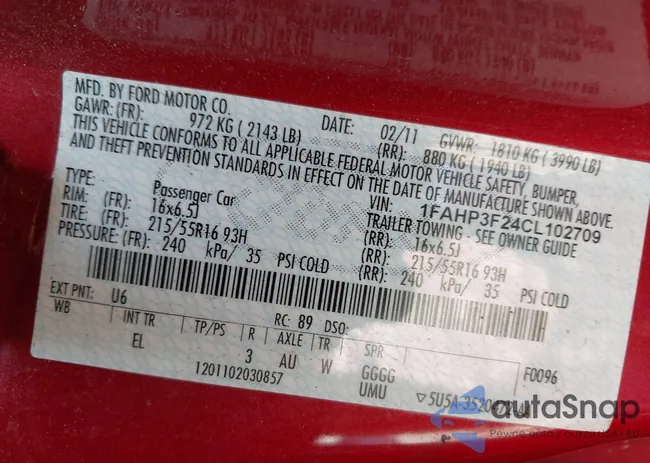 MFD. BY FORD MOTOR CO. DATE: 02/11 GVWR: 1810 KG ( 3990 LB)
GAWR: (FR): 972 KG ( 2143 LB) (RR): 880 KG ( 1940 LB)
THIS VEHICLE CONFORMS TO ALL APPLICABLE FEDERAL MOTOR VEHICLE SAFETY, BUMPER,
AND THEFT PREVENTION STANDARDS IN EFFECT ON THE DATE OF MANUFACTURE SHOWN ABOVE.
VIN: 1FAHP3F24CL102709
TYPE: Passenger Car TRAILER TOWING - SEE OWNER GUIDE
RIM: (FR): 16x6.5J (RR): 16x6.5J
TIRE: (FR): 215/55R16 93H (RR): 215/55R16 93H
PRESSURE: (FR): 240 kPa/ 35 PSI COLD (RR): 240 kPa/ 35 PSI COLD
EXT PNT: U6 RC: 89 DSO:
WB INT TR TP/PS R AXLE TR SPR F0096
EL 3 AU W GGGG
UMU
1201102030857
autaSnap